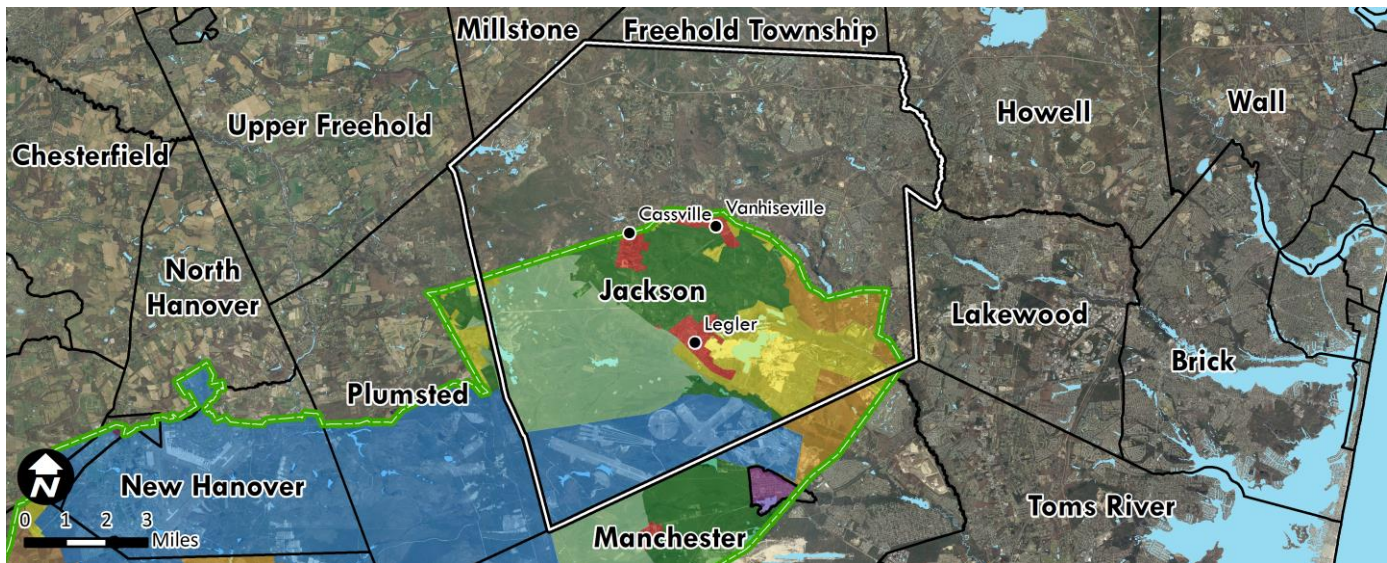 Millstone
Freehold Township
Howell
Wall
Upper Freehold
Chesterfield
Cassville
Vanhiseville
North
Hanover
Jackson
Lakewood
Legler
Brick
Plumsted
New Hanover
Toms River
Manchester
N
0 1 2 3
Miles